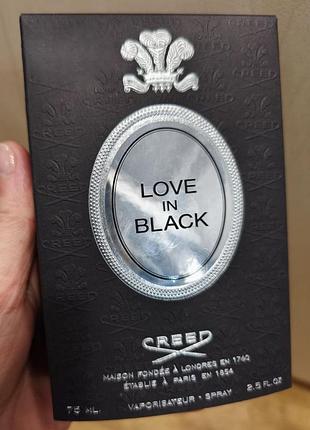 LOVE
IN
BLACK
CREED
MAISON FONDÉE À LONDRES EN 1760
ÉTABLIE À PARIS EN 1854
75 ML. VAPORISATEUR - SPRAY 2.5 FL.OZ